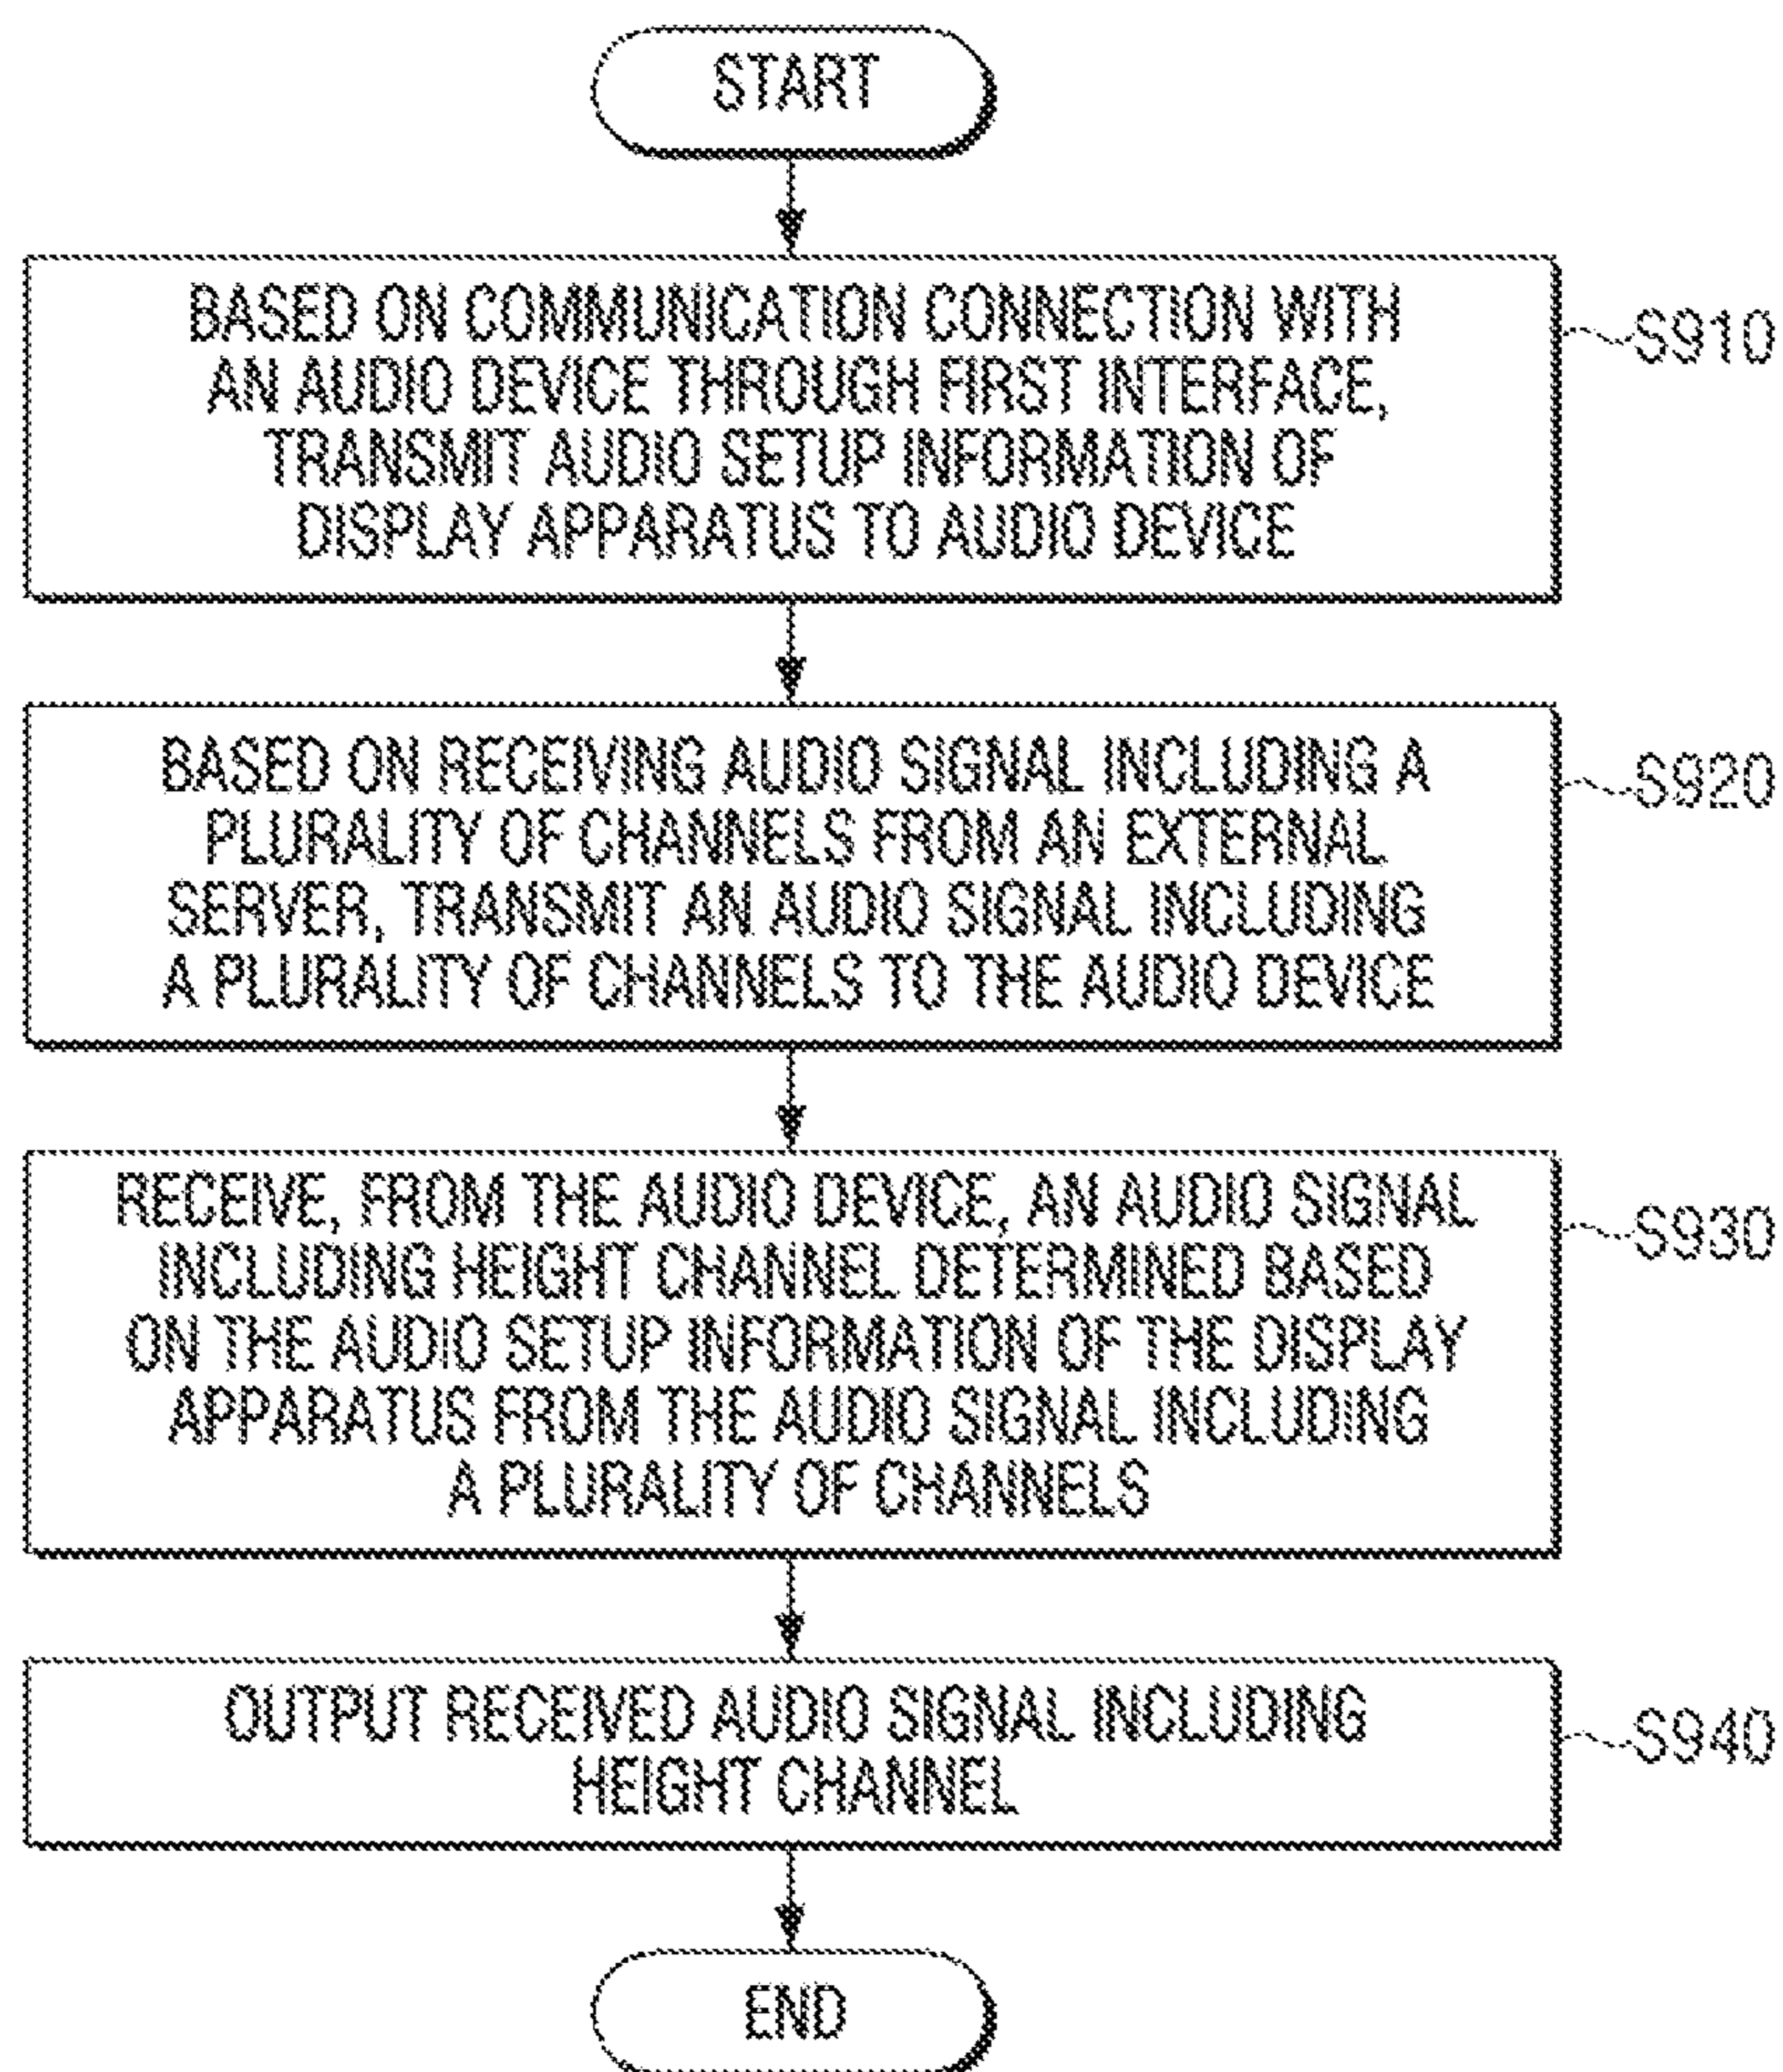 START
BASED ON COMMUNICATION CONNECTION WITH
AN AUDIO DEVICE THROUGH FIRST INTERFACE,
TRANSMIT AUDIO SETUP INFORMATION OF
DISPLAY APPARATUS TO AUDIO DEVICE
S910
BASED ON RECEIVING AUDIO SIGNAL INCLUDING A
PLURALITY OF CHANNELS FROM AN EXTERNAL
SERVER, TRANSMIT AN AUDIO SIGNAL INCLUDING
A PLURALITY OF CHANNELS TO THE AUDIO DEVICE
S920
RECEIVE, FROM THE AUDIO DEVICE, AN AUDIO SIGNAL
INCLUDING HEIGHT CHANNEL DETERMINED BASED
ON THE AUDIO SETUP INFORMATION OF THE DISPLAY
APPARATUS FROM THE AUDIO SIGNAL INCLUDING
A PLURALITY OF CHANNELS
S930
OUTPUT RECEIVED AUDIO SIGNAL INCLUDING
HEIGHT CHANNEL
S940
END